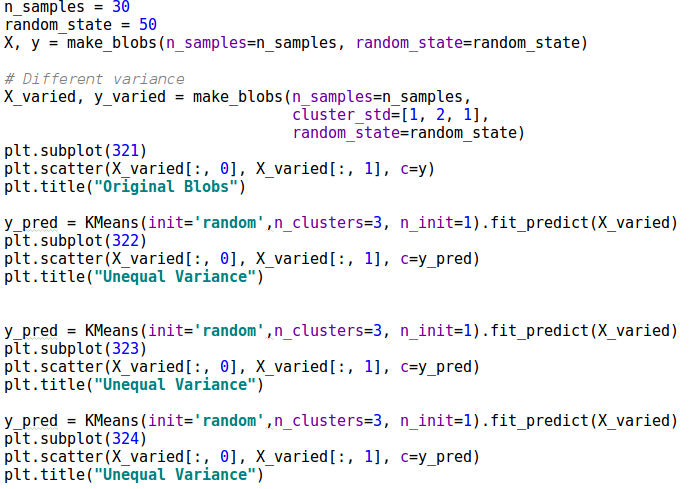 n_samples = 30
random_state = 50
X, y = make_blobs(n_samples=n_samples, random_state=random_state)
# Different variance
X_varied, y_varied = make_blobs(n_samples=n_samples,
cluster_std=[1, 2, 1],
random_state=random_state)
plt.subplot(321)
plt.scatter(X_varied[:, 0], X_varied[:, 1], c=y)
plt.title("Original Blobs")
y_pred = KMeans(init='random',n_clusters=3, n_init=1).fit_predict(X_varied)
plt.subplot(322)
plt.scatter(X_varied[:, 0], X_varied[:, 1], c=y_pred)
plt.title("Unequal Variance")
y_pred = KMeans(init='random',n_clusters=3, n_init=1).fit_predict(X_varied)
plt.subplot(323)
plt.scatter(X_varied[:, 0], X_varied[:, 1], c=y_pred)
plt.title("Unequal Variance")
y_pred = KMeans(init='random',n_clusters=3, n_init=1).fit_predict(X_varied)
plt.subplot(324)
plt.scatter(X_varied[:, 0], X_varied[:, 1], c=y_pred)
plt.title("Unequal Variance")